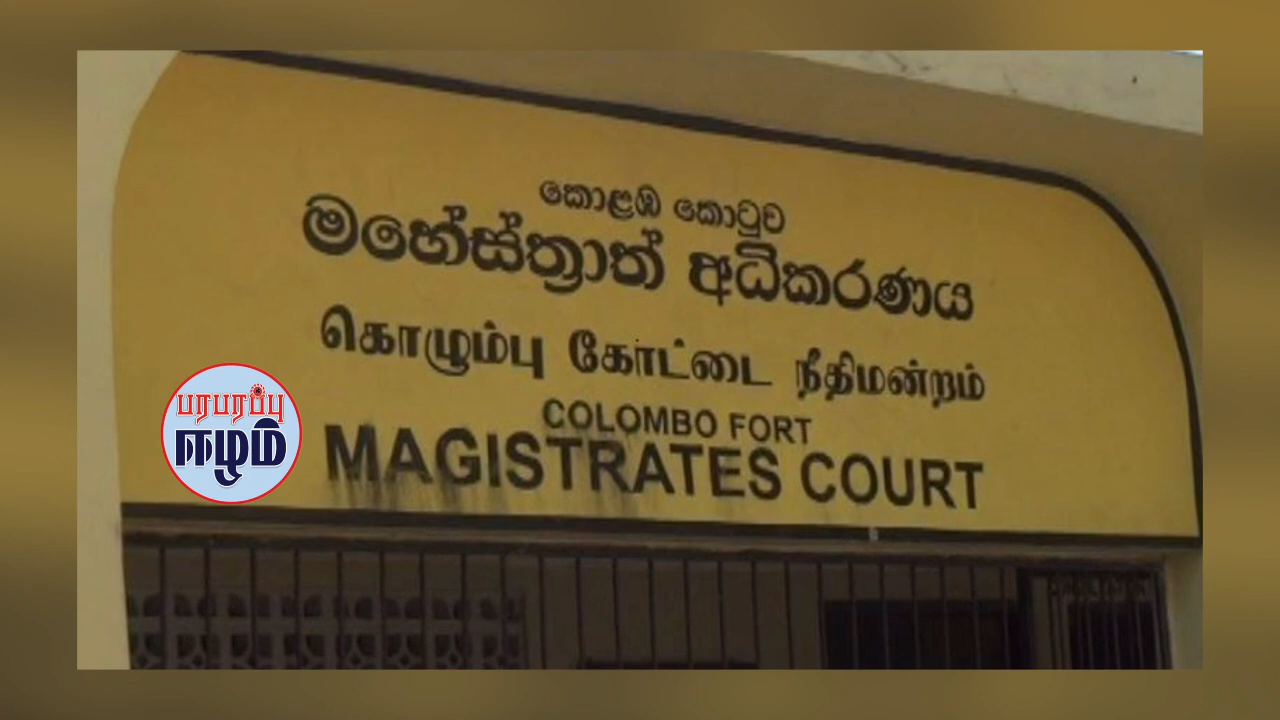 කොළඹ කොටුව
මහේස්ත්‍රාත් අධිකරණය
கொழும்பு கோட்டை நீதிமன்றம்
COLOMBO FORT
MAGISTRATES COURT
பரபரப்பு
ஈழம்